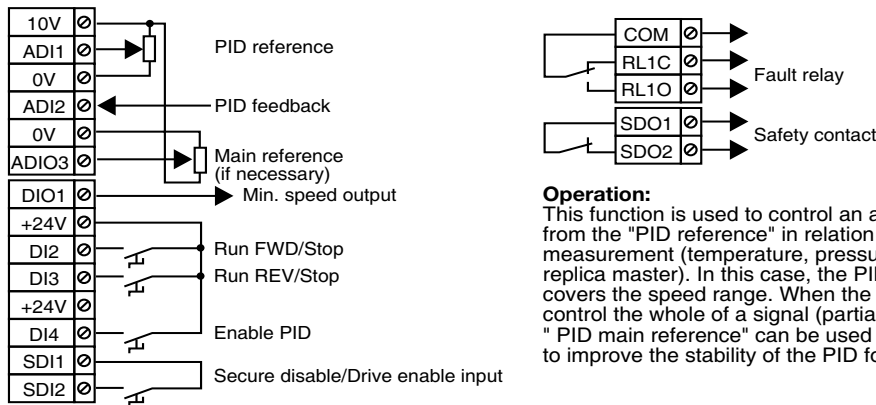 10V
ADI1
0V
ADI2
0V
ADIO3
DIO1
+24V
DI2
DI3
+24V
DI4
SDI1
SDI2
PID reference
PID feedback
Main reference
(if necessary)
Min. speed output
Run FWD/Stop
Run REV/Stop
Enable PID
Secure disable/Drive enable input
COM
RL1C
RL1O
Fault relay
SDO1
SDO2
Safety contact
Operation:
This function is used to control an a
from the "PID reference" in relation
measurement (temperature, pressu
replica master). In this case, the PI
covers the speed range. When the
control the whole of a signal (partia
" PID main reference" can be used
to improve the stability of the PID fo